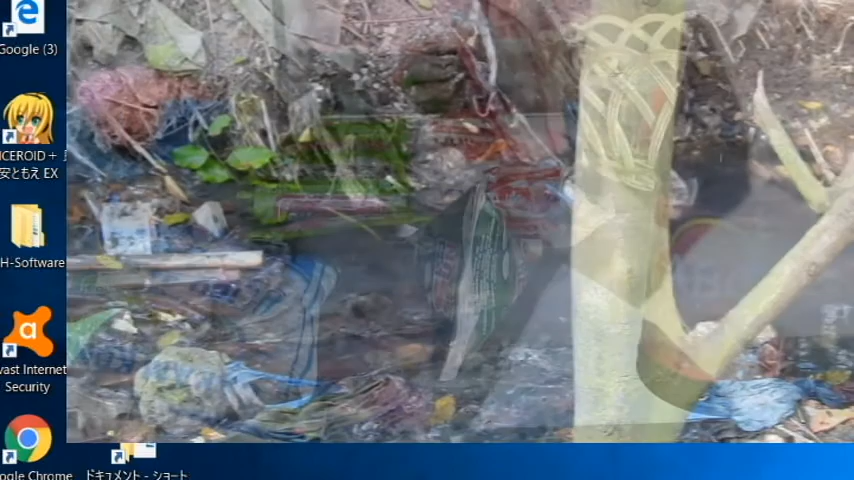 Google (3)
CEROID+
安ともえ EX
H-Software
vast Internet
Security
ogle Chrome
ドキュメント - ショート